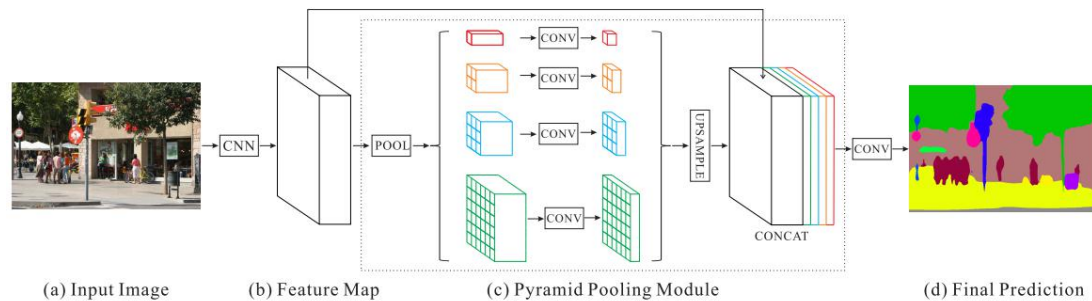 CONV
CONV
CNN
POOL
CONV
UPSAMPLE
CONV
CONV
CONCAT
(a) Input Image
(b) Feature Map
(c) Pyramid Pooling Module
(d) Final Prediction